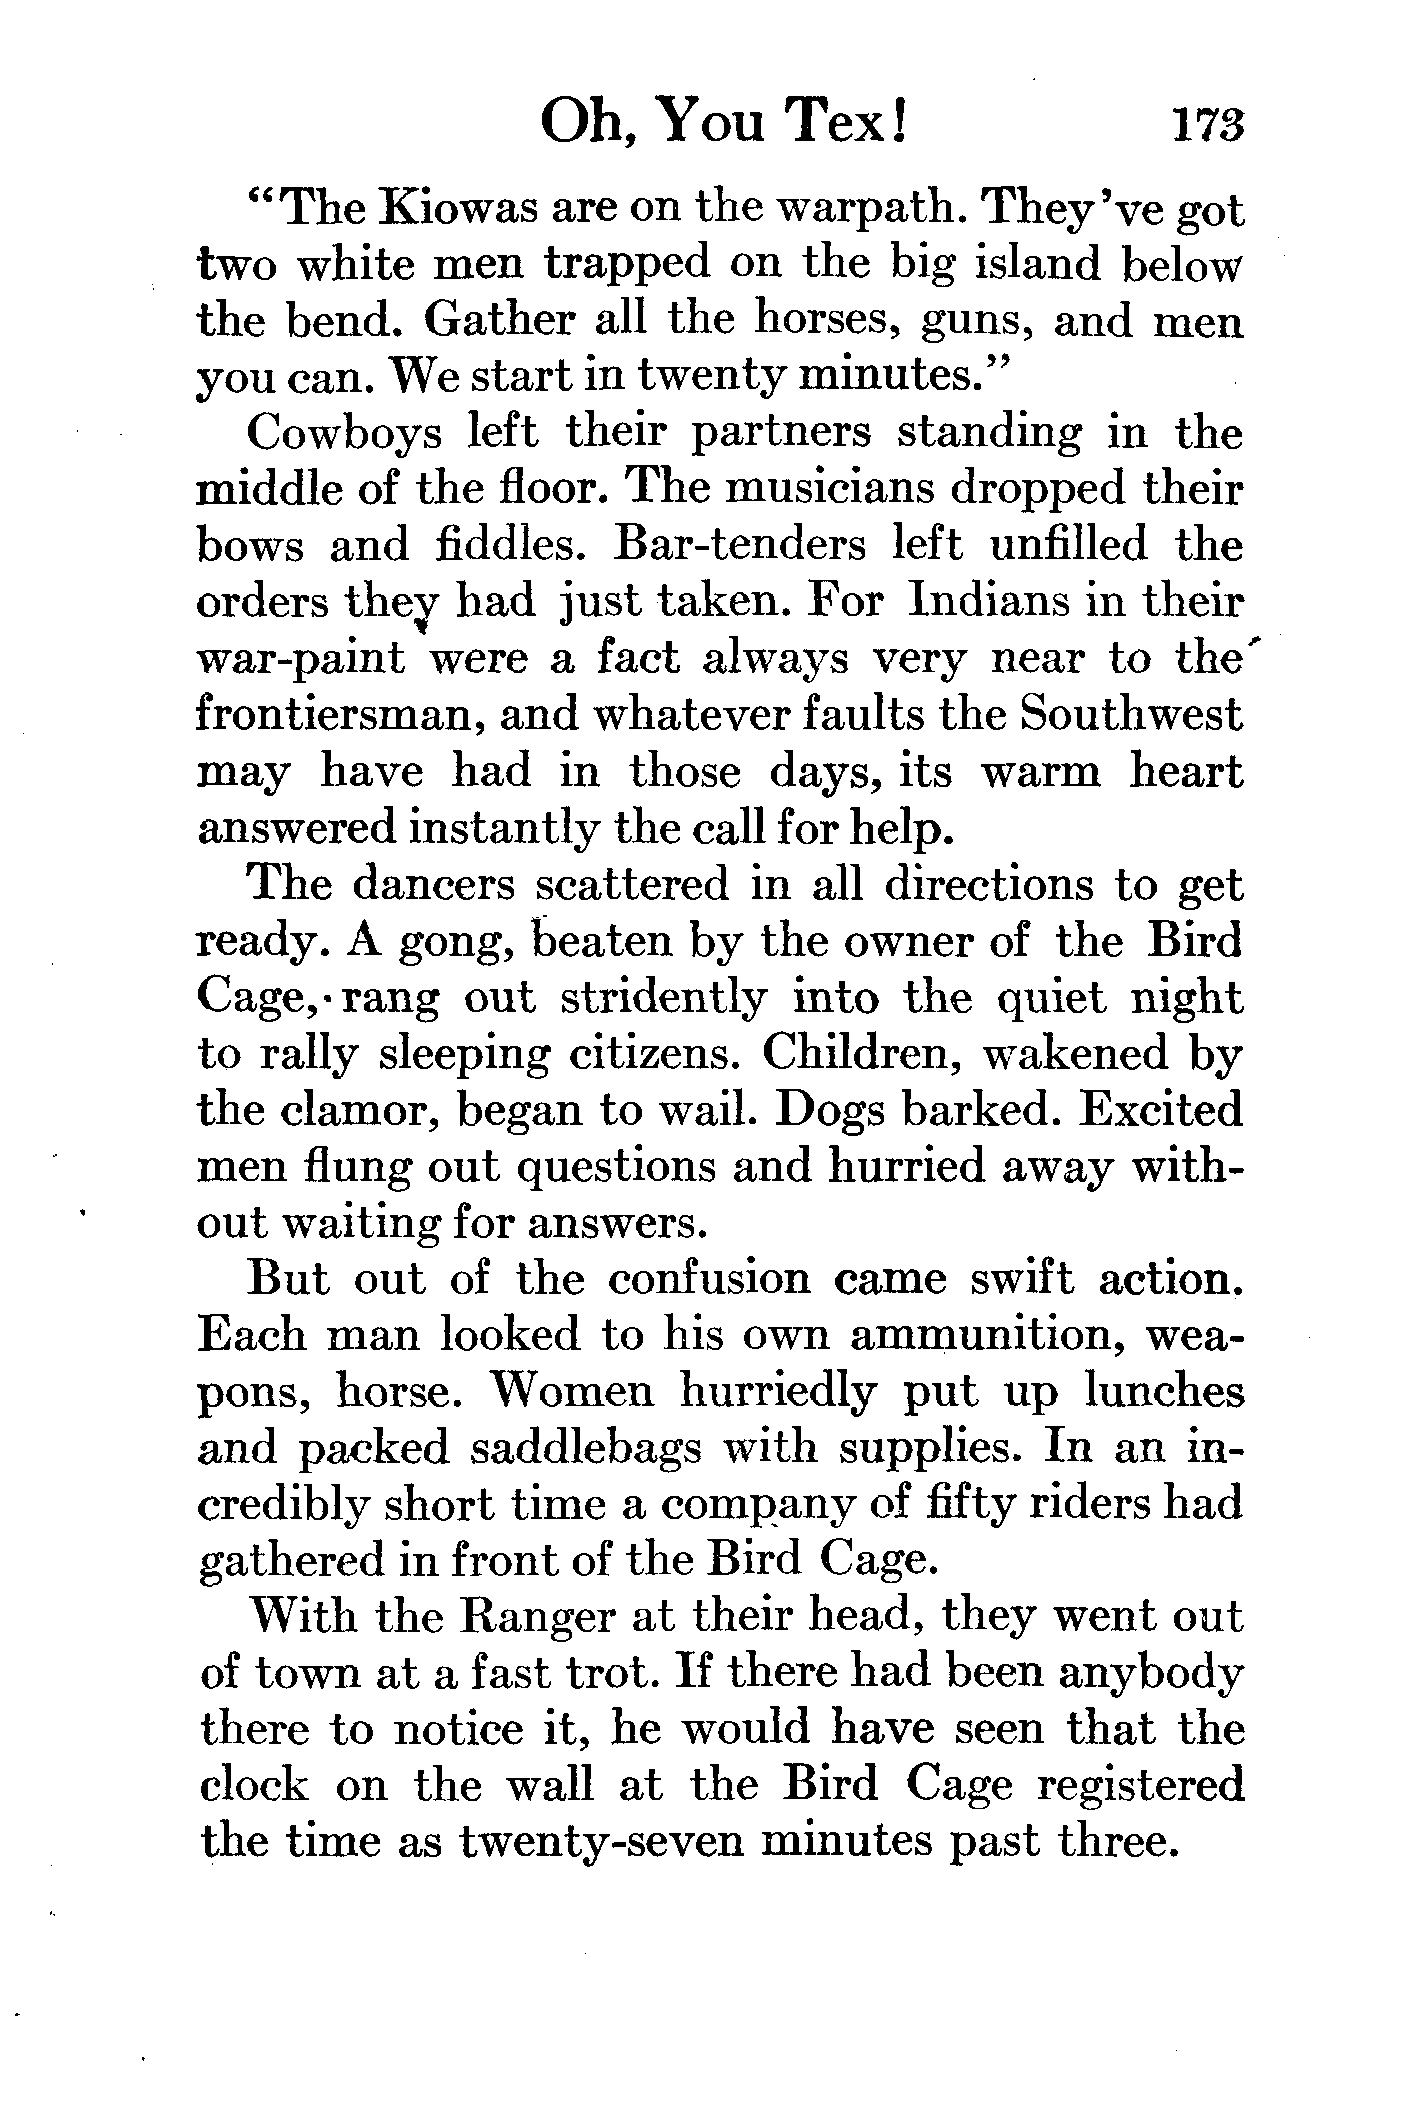 Oh, You Tex! 173
“The Kiowas are on the warpath. They’ve got
two white men trapped on the big island below
the bend. Gather all the horses, guns, and men
you can. We start in twenty minutes.”
Cowboys left their partners standing in the
middle of the floor. The musicians dropped their
bows and fiddles. Bar-tenders left unfilled the
orders they had just taken. For Indians in their
war-paint were a fact always very near to the
frontiersman, and whatever faults the Southwest
may have had in those days, its warm heart
answered instantly the call for help.
The dancers scattered in all directions to get
ready. A gong, beaten by the owner of the Bird
Cage, rang out stridently into the quiet night
to rally sleeping citizens. Children, wakened by
the clamor, began to wail. Dogs barked. Excited
men flung out questions and hurried away with-
out waiting for answers.
But out of the confusion came swift action.
Each man looked to his own ammunition, wea-
pons, horse. Women hurriedly put up lunches
and packed saddlebags with supplies. In an in-
credibly short time a company of fifty riders had
gathered in front of the Bird Cage.
With the Ranger at their head, they went out
of town at a fast trot. If there had been anybody
there to notice it, he would have seen that the
clock on the wall at the Bird Cage registered
the time as twenty-seven minutes past three.